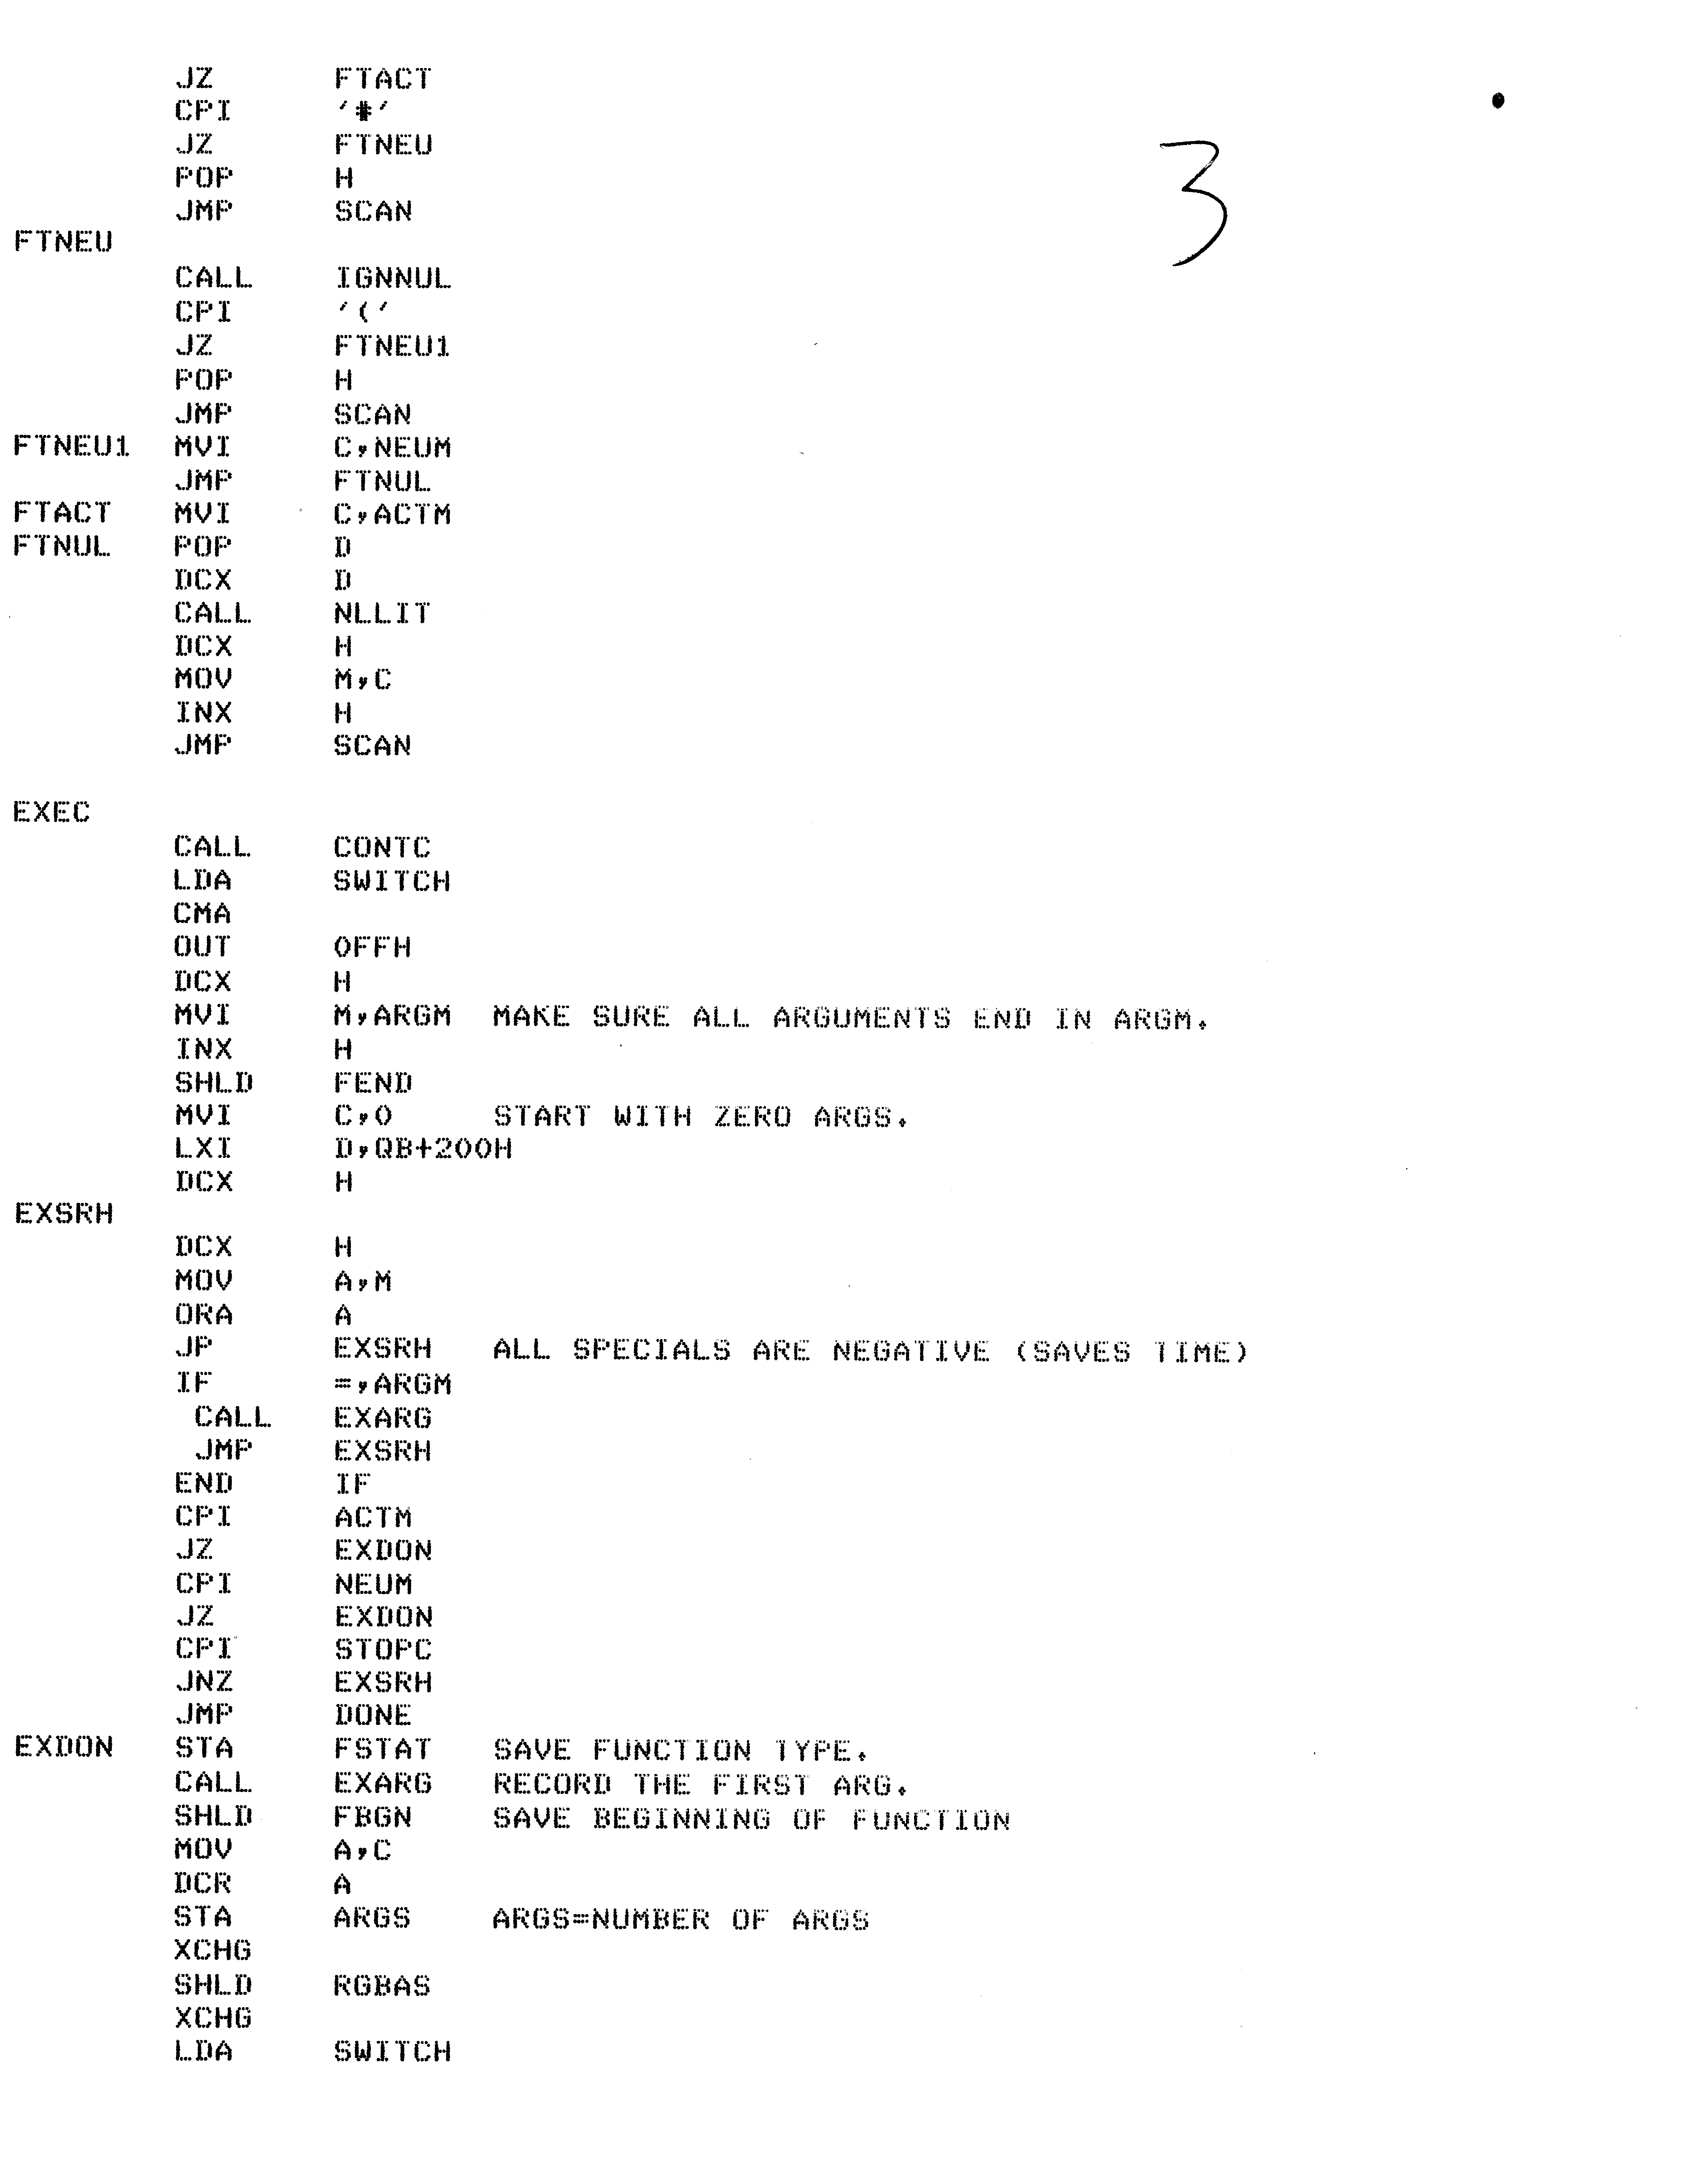 JZ      FTACT
        CPI     '#'
        JZ      FTNEU
3
        POP     H
        JMP     SCAN
FTNEU
        CALL    IGNNUL
        CPI     '('
        JZ      FTNEU1
        POP     H
        JMP     SCAN
FTNEU1  MVI     C,NEUM
        JMP     FTNUL
FTACT   MVI     C,ACTM
FTNUL   POP     D
        DCX     D
        CALL    NLLIT
        DCX     H
        MOV     M,C
        INX     H
        JMP     SCAN
EXEC
        CALL    CONTC
        LDA     SWITCH
        CMA
        OUT     0FFH
        DCX     H
        MVI     M,ARGM  MAKE SURE ALL ARGUMENTS END IN ARGM.
        INX     H
        SHLD    FEND
        MVI     C,0     START WITH ZERO ARGS.
        LXI     D,QB+200H
        DCX     H
EXSRH
        DCX     H
        MOV     A,M
        ORA     A
        JP      EXSRH   ALL SPECIALS ARE NEGATIVE (SAVES TIME)
        IF      =,ARGM
         CALL   EXARG
         JMP    EXSRH
        END     IF
        CPI     ACTM
        JZ      EXDON
        CPI     NEUM
        JZ      EXDON
        CPI     STOPC
        JNZ     EXSRH
        JMP     DONE
EXDON   STA     FSTAT   SAVE FUNCTION TYPE.
        CALL    EXARG   RECORD THE FIRST ARG.
        SHLD    FBGN    SAVE BEGINNING OF FUNCTION
        MOV     A,C
        DCR     A
        STA     ARGS    ARGS=NUMBER OF ARGS
        XCHG
        SHLD    RGBAS
        XCHG
        LDA     SWITCH